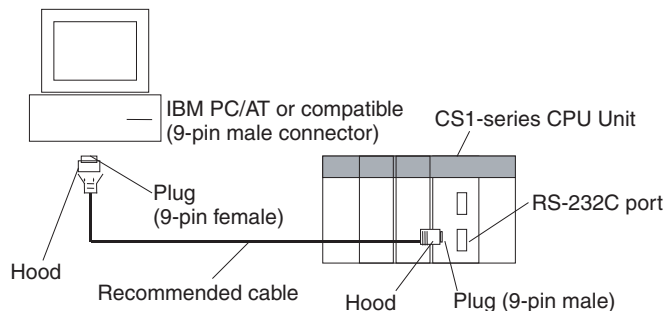 IBM PC/AT or compatible
(9-pin male connector)
CS1-series CPU Unit
Plug
(9-pin female)
RS-232C port
Hood
Recommended cable
Hood
Plug (9-pin male)